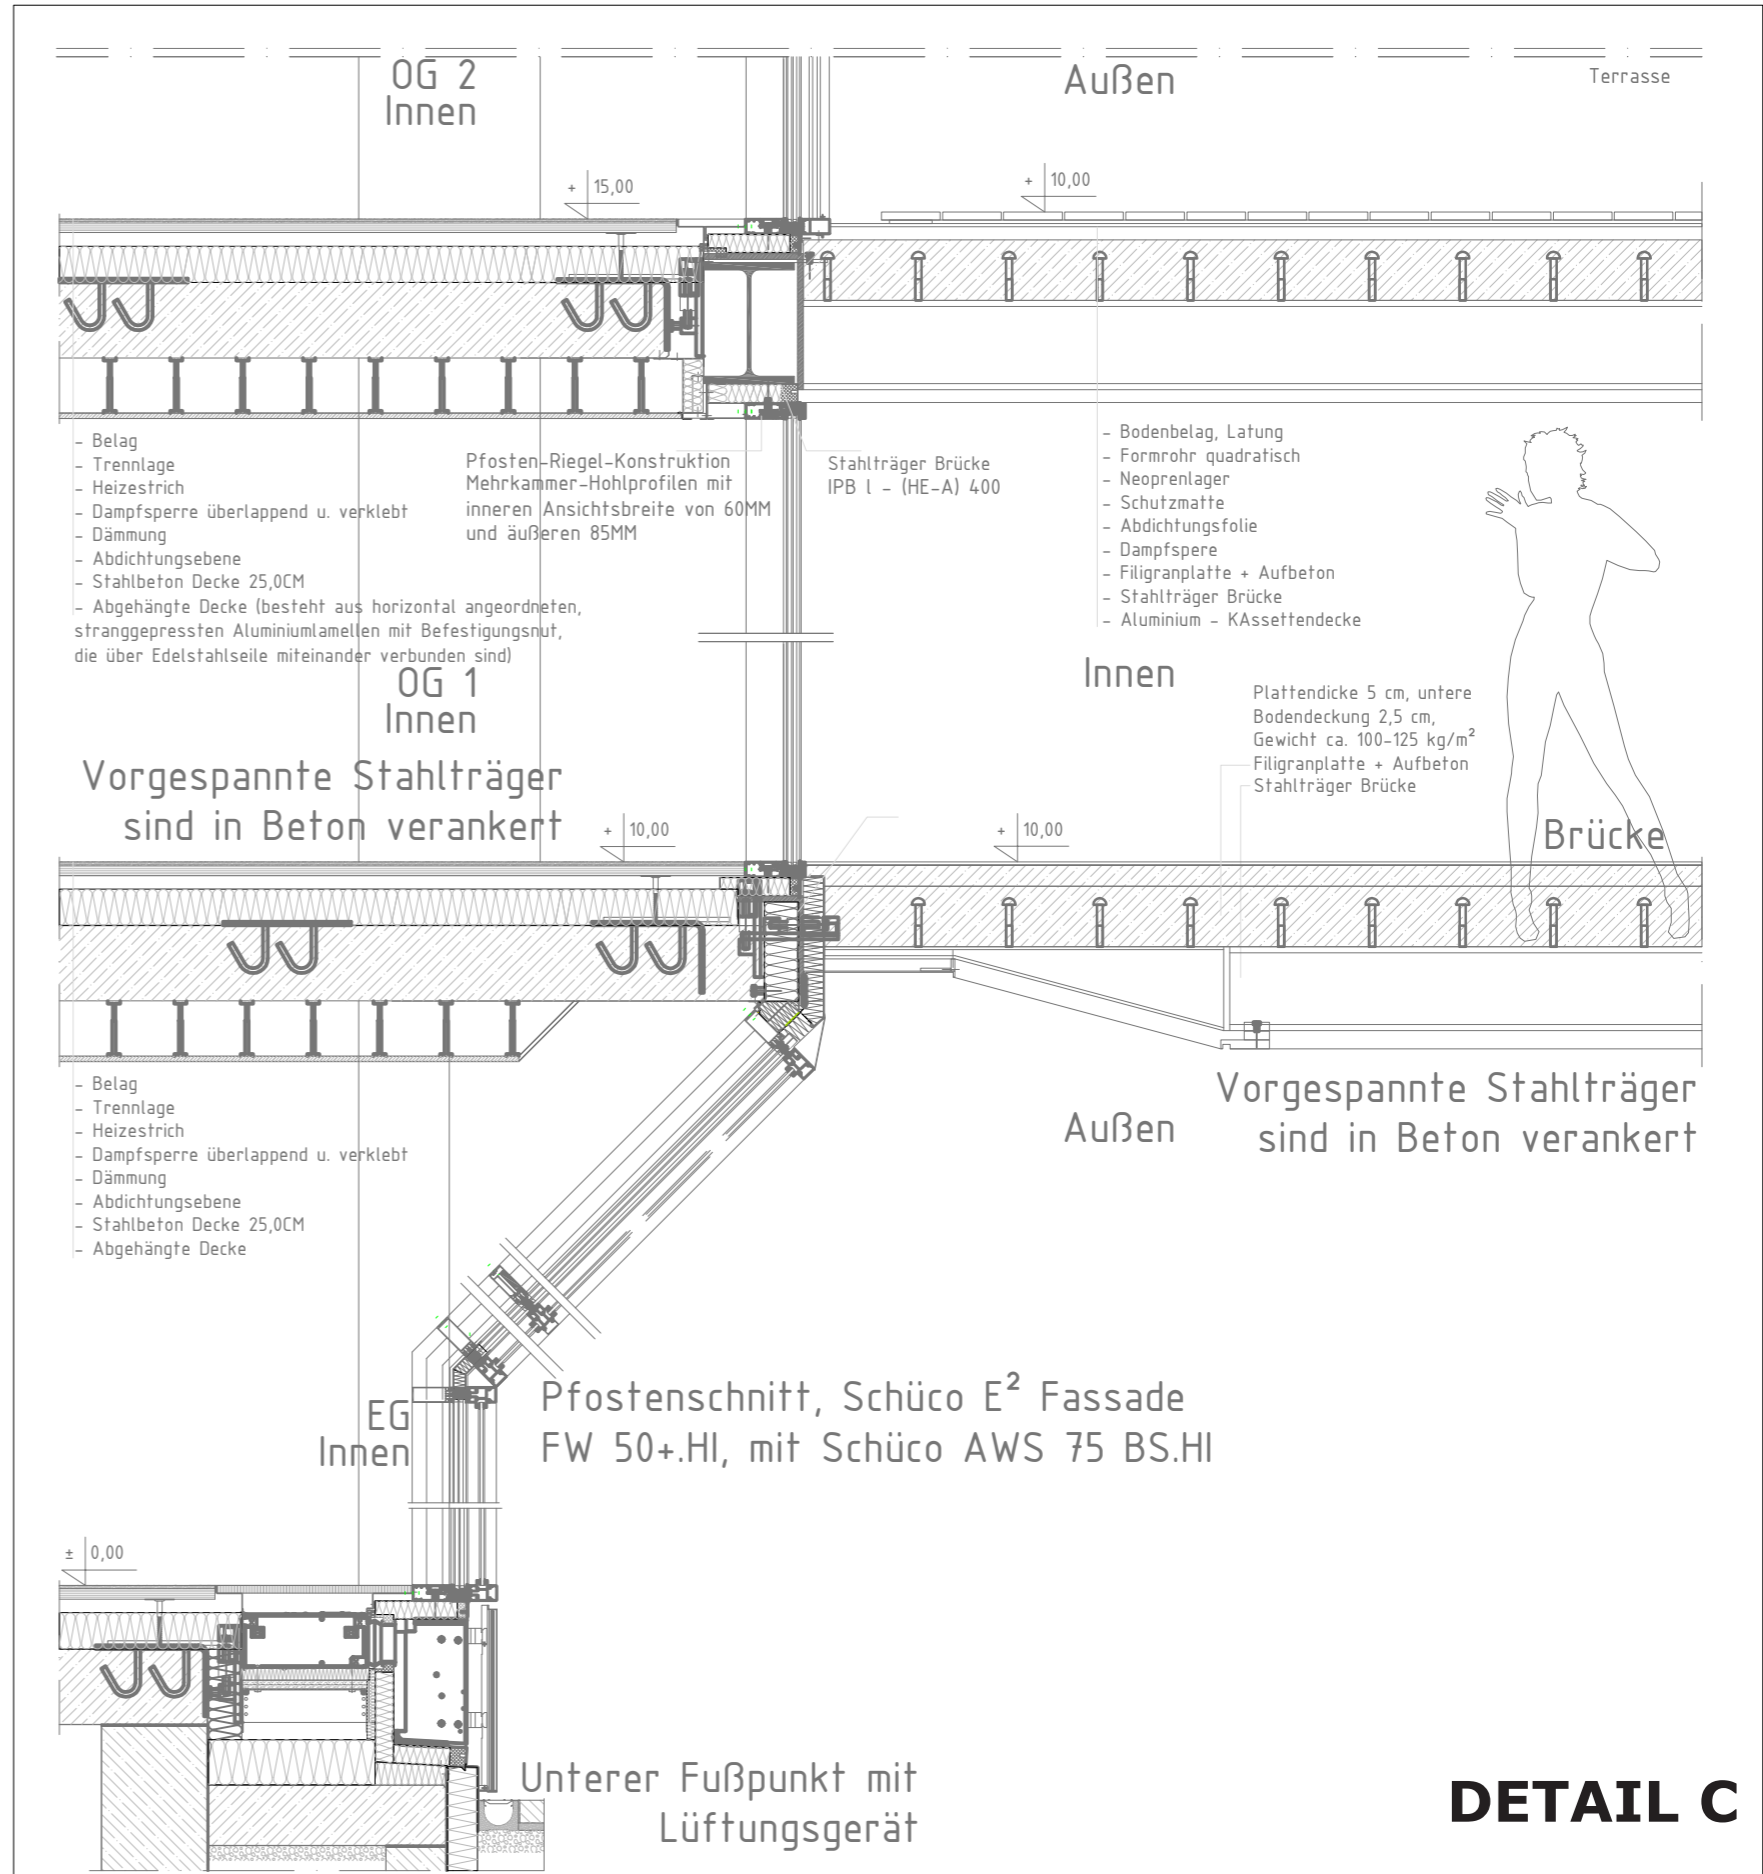 OG 2
Innen
Außen
Terrasse
+ 15,00
+ 10,00
- Belag
- Trennlage
- Heizestrich
- Dampfsperre überlappend u. verklebt
- Dämmung
- Abdichtungsebene
- Stahlbeton Decke 25,0CM
- Abgehängte Decke (besteht aus horizontal angeordneten,
stranggepressten Aluminiumlamellen mit Befestigungsnut,
die über Edelstahlseile miteinander verbunden sind)
Pfosten-Riegel-Konstruktion
Mehrkammer-Hohlprofilen mit
inneren Ansichtsbreite von 60MM
und äußeren 85MM
Stahlträger Brücke
IPB l - (HE-A) 400
- Bodenbelag, Latung
- Formrohr quadratisch
- Neoprenlager
- Schutzmatte
- Abdichtungsfolie
- Dampfspere
- Filigranplatte + Aufbeton
- Stahlträger Brücke
- Aluminium - KAssettendecke
OG 1
Innen
Innen
Plattendicke 5 cm, untere
Bodendeckung 2,5 cm,
Gewicht ca. 100-125 kg/m²
Filigranplatte + Aufbeton
Stahlträger Brücke
Vorgespannte Stahlträger
sind in Beton verankert
+ 10,00
+ 10,00
Brücke
- Belag
- Trennlage
- Heizestrich
- Dampfsperre überlappend u. verklebt
- Dämmung
- Abdichtungsebene
- Stahlbeton Decke 25,0CM
- Abgehängte Decke
Außen
Vorgespannte Stahlträger
sind in Beton verankert
EG
Innen
Pfostenschnitt, Schüco E² Fassade
FW 50+.HI, mit Schüco AWS 75 BS.HI
± 0,00
Unterer Fußpunkt mit
Lüftungsgerät
DETAIL C